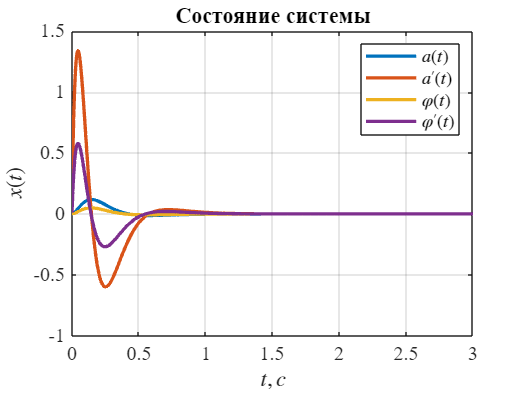 Состояние системы
1.5
1
0.5
0
-0.5
-1
x(t)
a(t)
a′(t)
φ(t)
φ′(t)
0 0.5 1 1.5 2 2.5 3
t, c